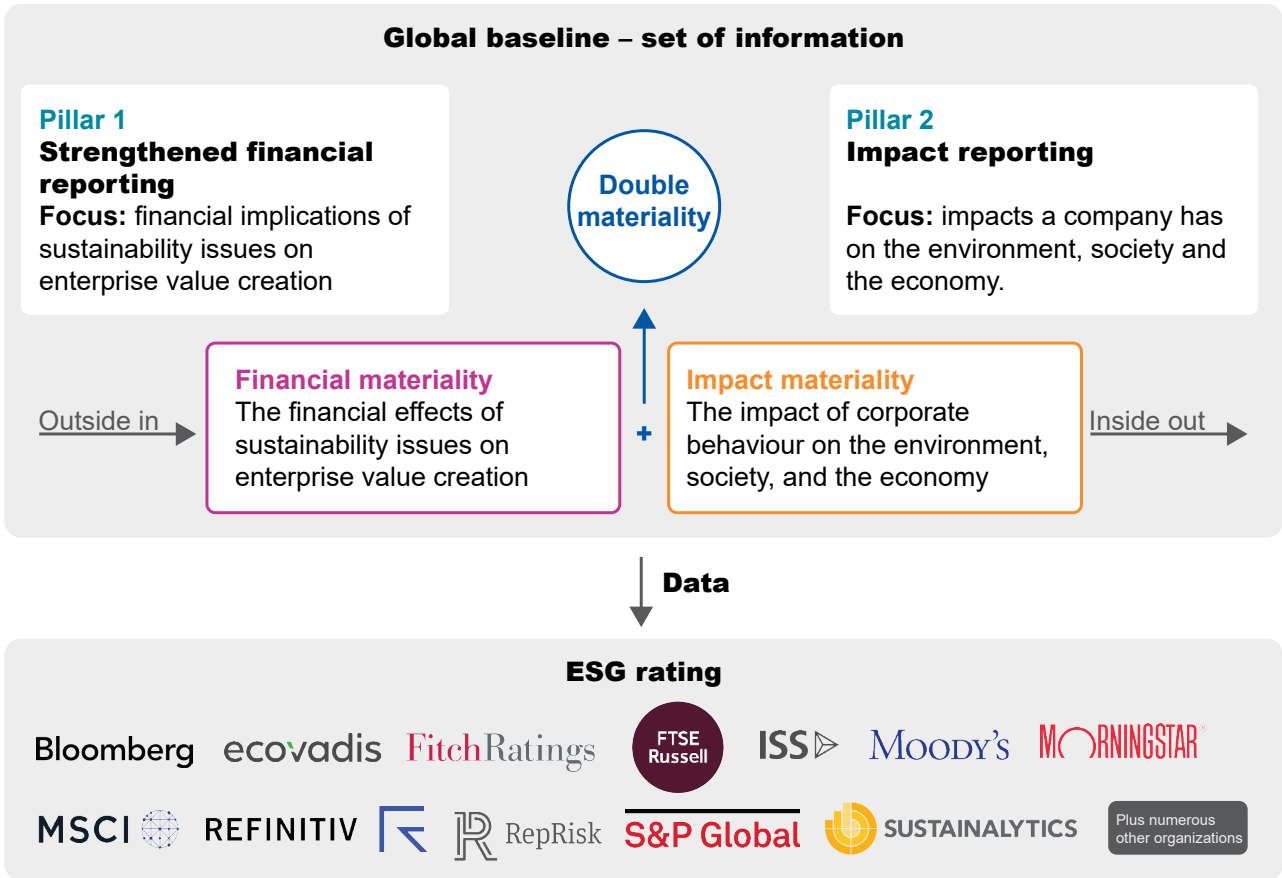 Global baseline – set of information
Pillar 1
Strengthened financial
reporting
Focus: financial implications of
sustainability issues on
enterprise value creation
Double
materiality
Pillar 2
Impact reporting
Focus: impacts a company has
on the environment, society and
the economy.
Outside in
Financial materiality
The financial effects of
sustainability issues on
enterprise value creation
+
Impact materiality
The impact of corporate
behaviour on the environment,
society, and the economy
Inside out
Data
ESG rating
Bloomberg
ecovadis
FitchRatings
FTSE
Russell
ISS
MOODY'S
MORNINGSTAR®
MSCI
REFINITIV
RepRisk
S&P Global
SUSTAINALYTICS
Plus numerous
other organizations